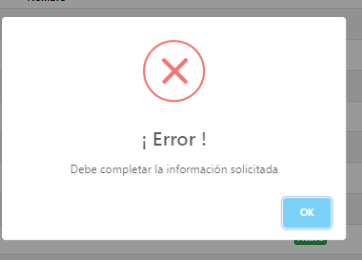 ¡ Error !
Debe completar la información solicitada
OK